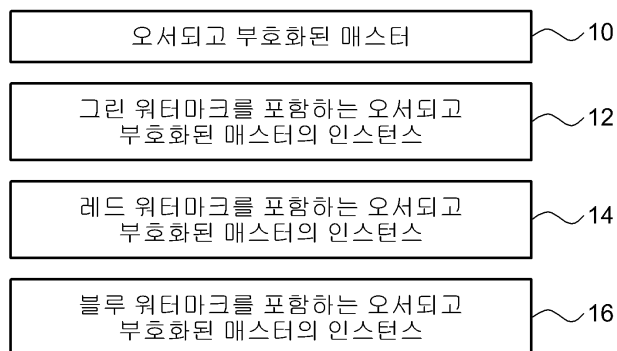 오서되고 부호화된 매스터
10
그린 워터마크를 포함하는 오서되고
부호화된 매스터의 인스턴스
12
레드 워터마크를 포함하는 오서되고
부호화된 매스터의 인스턴스
14
블루 워터마크를 포함하는 오서되고
부호화된 매스터의 인스턴스
16